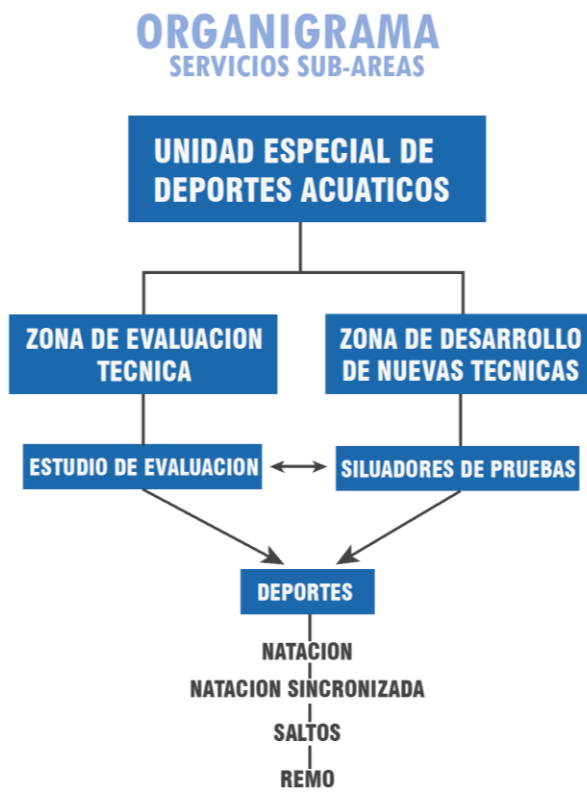 ORGANIGRAMA
SERVICIOS SUB-AREAS
UNIDAD ESPECIAL DE
DEPORTES ACUATICOS
ZONA DE EVALUACION
TECNICA
ZONA DE DESARROLLO
DE NUEVAS TECNICAS
ESTUDIO DE EVALUACION
SILUADORES DE PRUEBAS
DEPORTES
NATACION
NATACION SINCRONIZADA
SALTOS
REMO